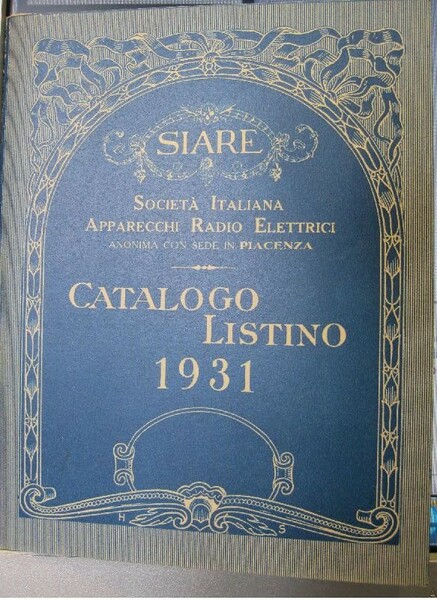 SIARE
SOCIETÀ ITALIANA
APPARECCHI RADIO ELETTRICI
ANONIMA CON SEDE IN PIACENZA
CATALOGO
LISTINO
1931
H S